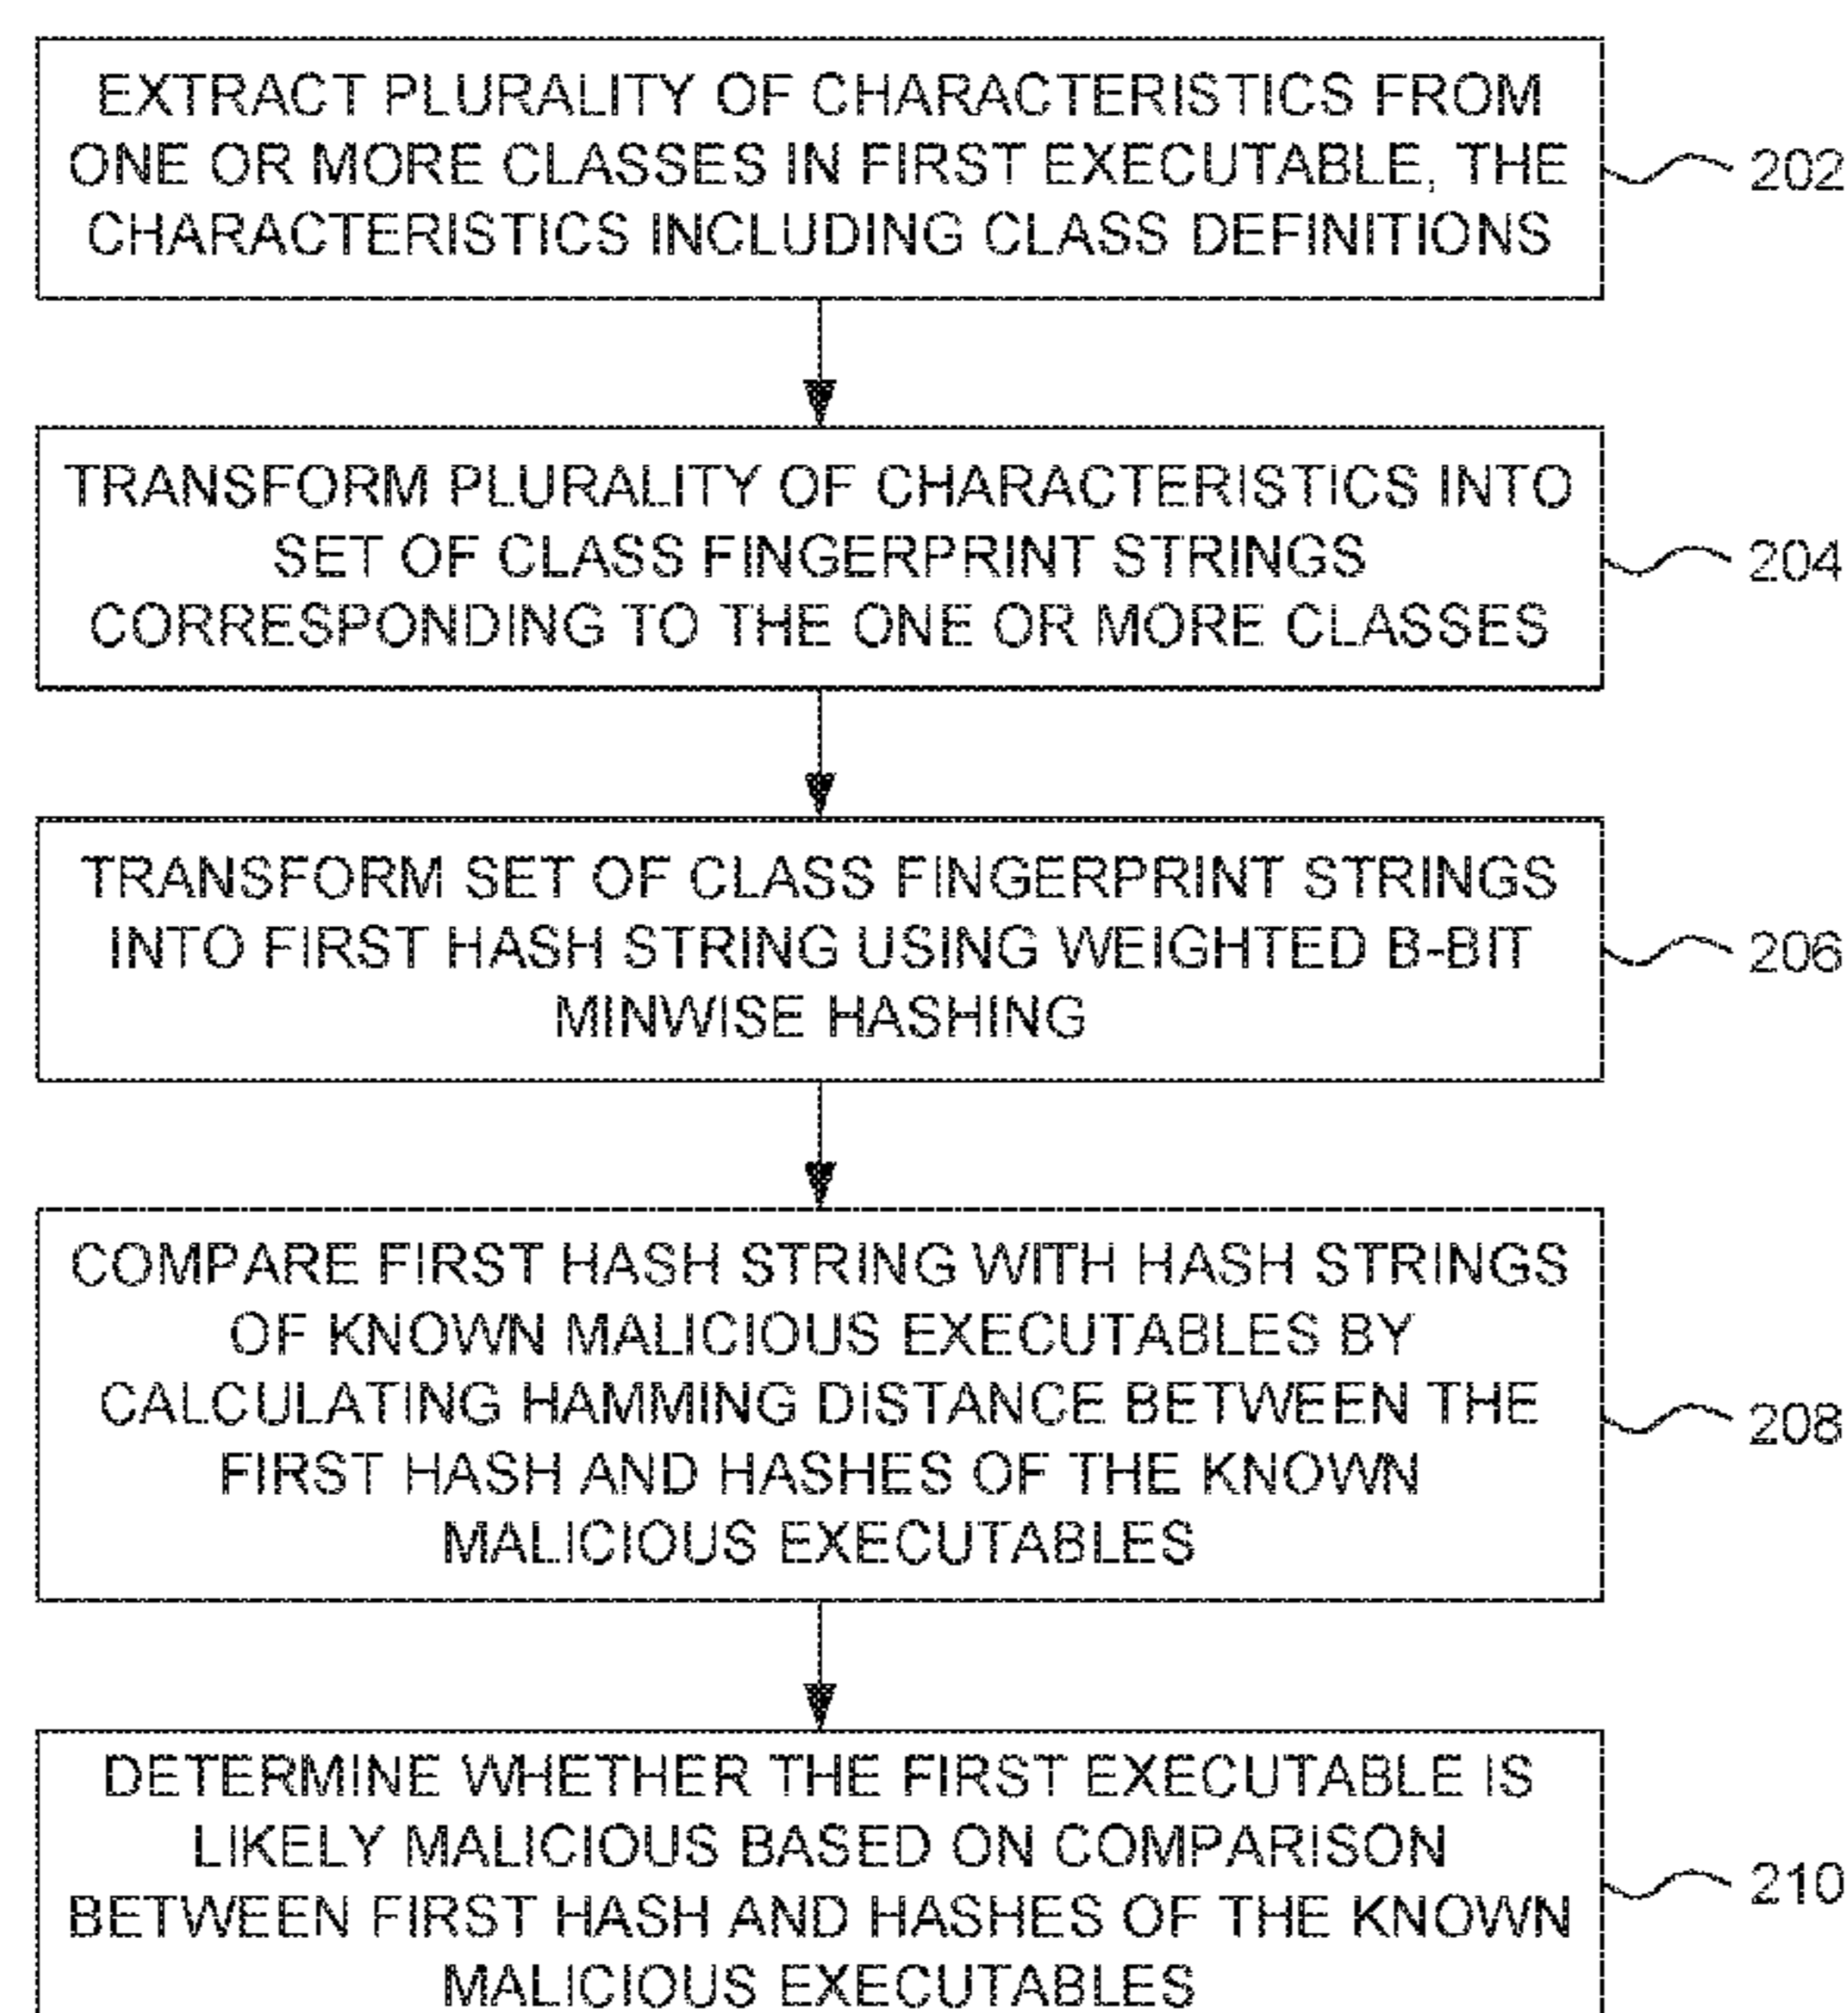 EXTRACT PLURALITY OF CHARACTERISTICS FROM
ONE OR MORE CLASSES IN FIRST EXECUTABLE, THE
CHARACTERISTICS INCLUDING CLASS DEFINITIONS
202
TRANSFORM PLURALITY OF CHARACTERISTICS INTO
SET OF CLASS FINGERPRINT STRINGS
CORRESPONDING TO THE ONE OR MORE CLASSES
204
TRANSFORM SET OF CLASS FINGERPRINT STRINGS
INTO FIRST HASH STRING USING WEIGHTED B-BIT
MINWISE HASHING
206
COMPARE FIRST HASH STRING WITH HASH STRINGS
OF KNOWN MALICIOUS EXECUTABLES BY
CALCULATING HAMMING DISTANCE BETWEEN THE
FIRST HASH AND HASHES OF THE KNOWN
MALICIOUS EXECUTABLES
208
DETERMINE WHETHER THE FIRST EXECUTABLE IS
LIKELY MALICIOUS BASED ON COMPARISON
BETWEEN FIRST HASH AND HASHES OF THE KNOWN
MALICIOUS EXECUTABLES
210